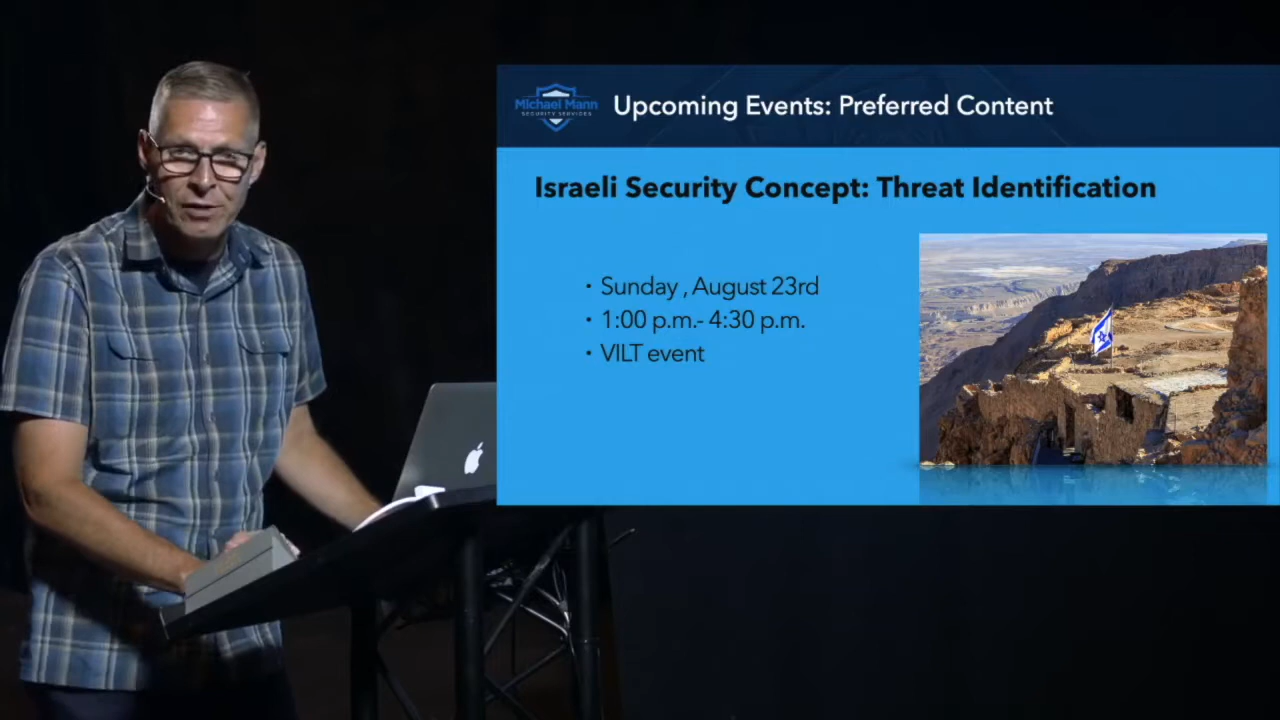 Michael Mann
SECURITY SERVICES
Upcoming Events: Preferred Content
Israeli Security Concept: Threat Identification
• Sunday , August 23rd
• 1:00 p.m.- 4:30 p.m.
• VILT event